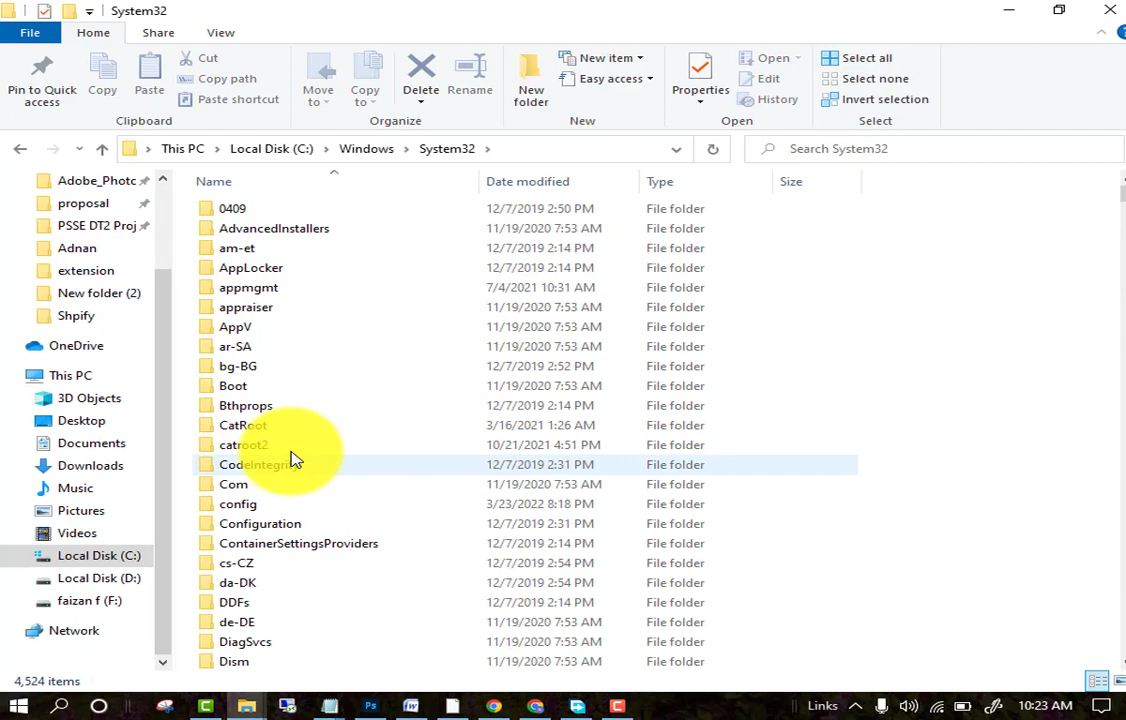 System32
File Home Share View
Pin to Quick access
Copy
Paste
Cut
Copy path
Paste shortcut
Clipboard
Move to
Copy to
Delete
Rename
Organize
New folder
New item
Easy access
New
Properties
Open
Edit
History
Open
Select all
Select none
Invert selection
Select
This PC Local Disk (C:) Windows System32
Search System32
Adobe_Photc
proposal
PSSE DT2 Proj
Adnan
extension
New folder (2)
Shpify
OneDrive
This PC
3D Objects
Desktop
Documents
Downloads
Music
Pictures
Videos
Local Disk (C:)
Local Disk (D:)
faizan f (F:)
Network
Name Date modified Type Size
0409 12/7/2019 2:50 PM File folder
AdvancedInstallers 11/19/2020 7:53 AM File folder
am-et 12/7/2019 2:14 PM File folder
AppLocker 12/7/2019 2:14 PM File folder
appmgmt 7/4/2021 10:31 AM File folder
appraiser 11/19/2020 7:53 AM File folder
AppV 11/19/2020 7:53 AM File folder
ar-SA 11/19/2020 7:53 AM File folder
bg-BG 12/7/2019 2:52 PM File folder
Boot 11/19/2020 7:53 AM File folder
Bthprops 12/7/2019 2:14 PM File folder
CatRoot 3/16/2021 1:26 AM File folder
catroot2 10/21/2021 4:51 PM File folder
CodeIntegrity 12/7/2019 2:31 PM File folder
Com 11/19/2020 7:53 AM File folder
config 3/23/2022 8:18 PM File folder
Configuration 12/7/2019 2:31 PM File folder
ContainerSettingsProviders 12/7/2019 2:14 PM File folder
cs-CZ 12/7/2019 2:54 PM File folder
da-DK 12/7/2019 2:54 PM File folder
DDFs 12/7/2019 2:14 PM File folder
de-DE 11/19/2020 7:53 AM File folder
DiagSvcs 11/19/2020 7:53 AM File folder
Dism 11/19/2020 7:53 AM File folder
4,524 items
Links 10:23 AM